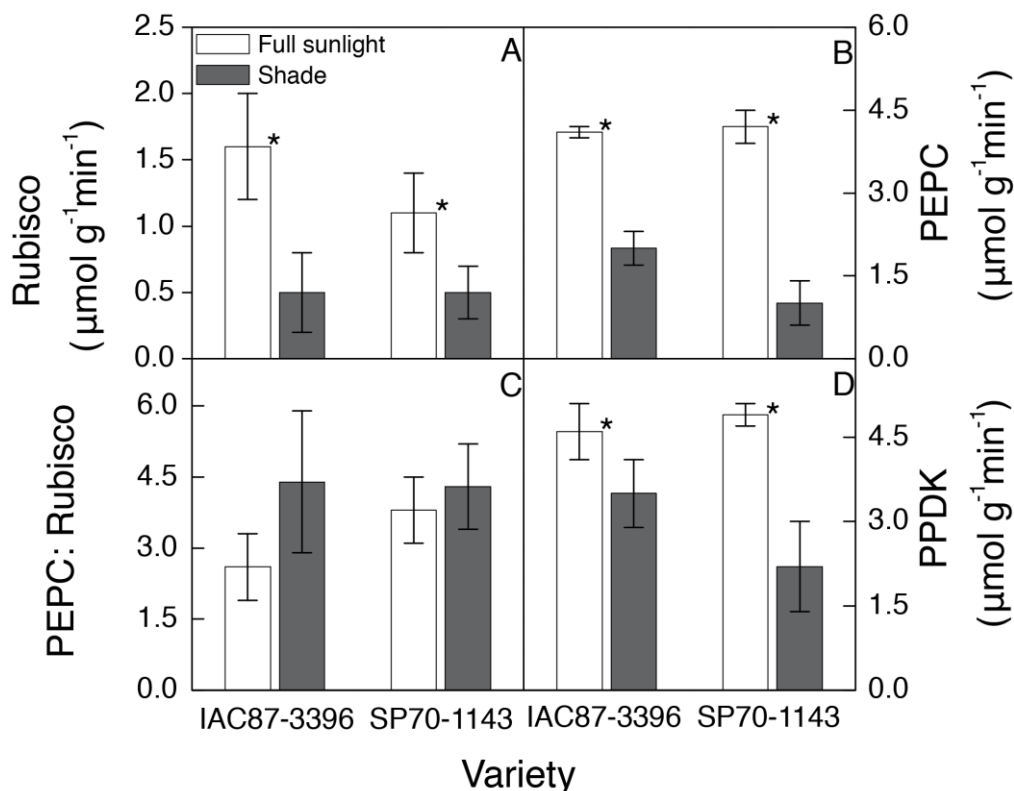 Full sunlight
Shade
A
B
2.5
2.0
1.5
1.0
0.5
0.0
Rubisco
(μmol g⁻¹min⁻¹)
*
*
*
*
6.0
4.5
3.0
1.5
0.0
PEPC
(μmol g⁻¹min⁻¹)
C
D
6.0
4.5
3.0
1.5
0.0
PEPC: Rubisco
*
*
4.5
3.0
1.5
0.0
PPDK
(μmol g⁻¹min⁻¹)
IAC87-3396 SP70-1143 IAC87-3396 SP70-1143
Variety